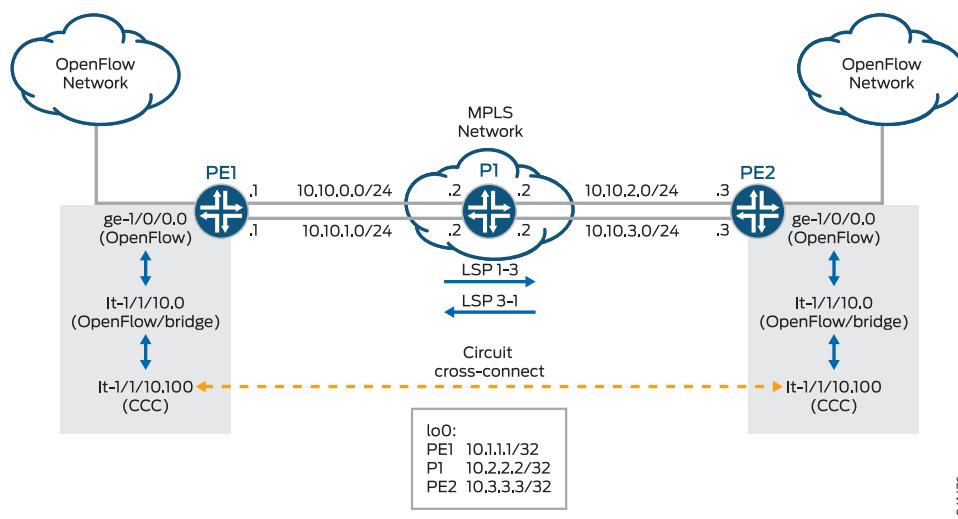 OpenFlow
Network
OpenFlow
Network
MPLS
Network
PE1
P1
PE2
.1
10.10.0.0/24
.2
.2
10.10.2.0/24
.3
.1
10.10.1.0/24
.2
.2
10.10.3.0/24
.3
ge-1/0/0.0
(OpenFlow)
ge-1/0/0.0
(OpenFlow)
LSP 1-3
LSP 3-1
lt-1/1/10.0
(OpenFlow/bridge)
lt-1/1/10.0
(OpenFlow/bridge)
Circuit
cross-connect
lt-1/1/10.100
(CCC)
lt-1/1/10.100
(CCC)
lo0:
PE1 10.1.1.1/32
P1 10.2.2.2/32
PE2 10.3.3.3/32